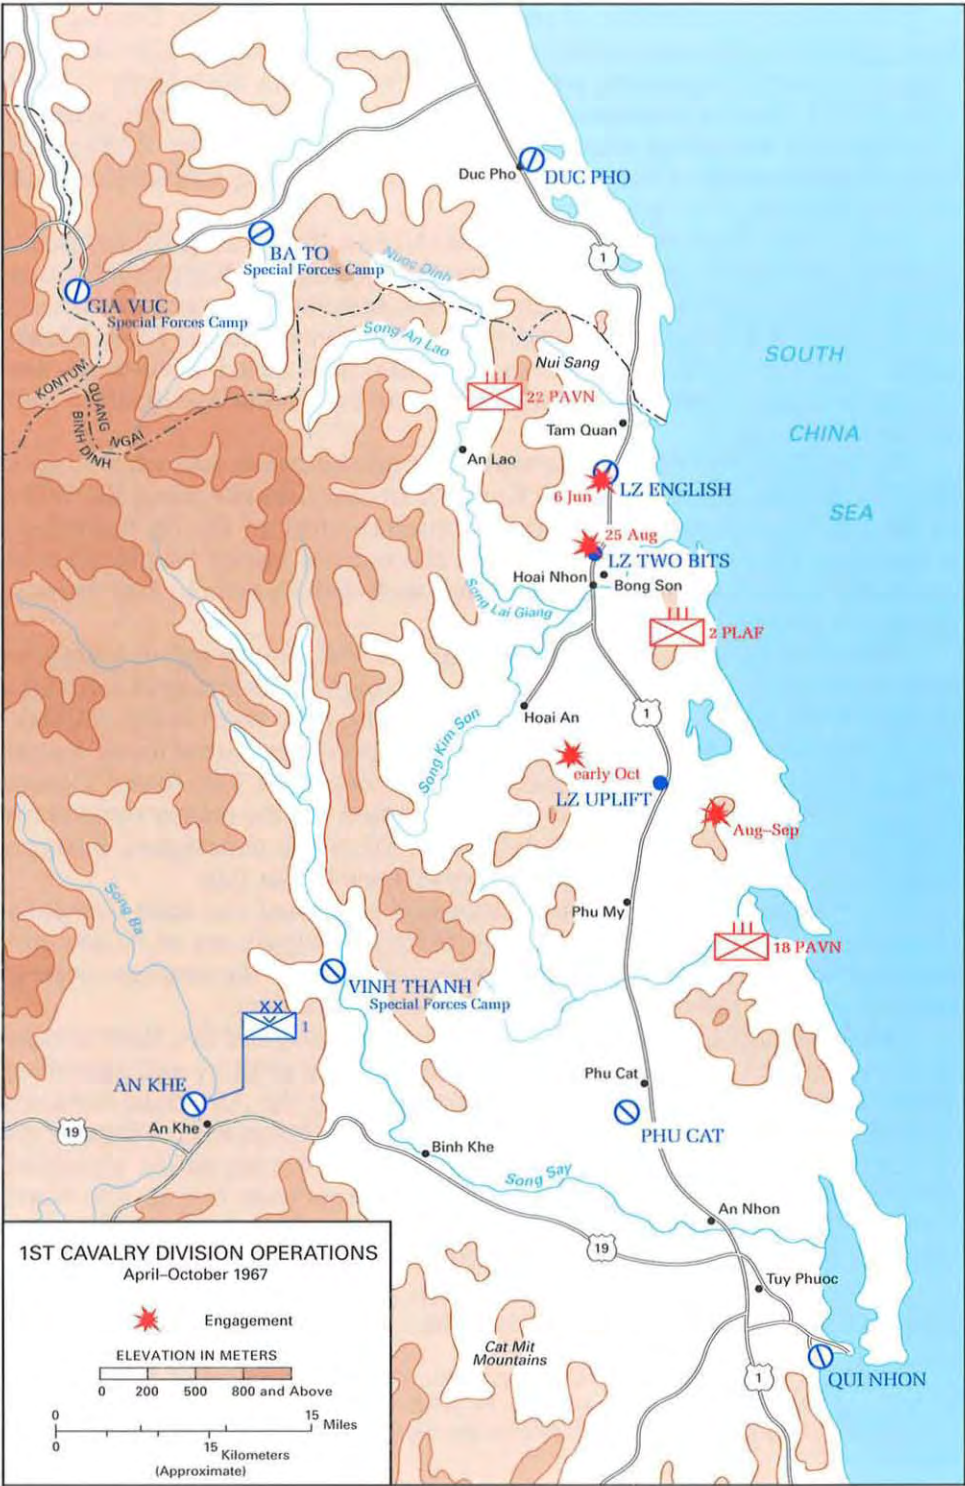 Duc Pho
DUC PHO
BA TO
Special Forces Camp
Nuoc Dinh
1
GIA VUC
Special Forces Camp
Song An Lao
SOUTH
Nui Sang
KONTUM
QUANG
NGAI
BINH DINH
22 PAVN
Tam Quan
CHINA
An Lao
6 Jun
LZ ENGLISH
SEA
25 Aug
LZ TWO BITS
Hoai Nhon
Bong Son
Song Lai Giang
2 PLAF
Hoai An
1
Song Kim Son
early Oct
LZ UPLIFT
Aug–Sep
Song Ba
Phu My
18 PAVN
VINH THANH
Special Forces Camp
XX
1
AN KHE
Phu Cat
An Khe
19
PHU CAT
Binh Khe
Song Say
An Nhon
19
Tuy Phuoc
Cat Mit
Mountains
1
QUI NHON
1ST CAVALRY DIVISION OPERATIONS
April–October 1967
Engagement
ELEVATION IN METERS
0 200 500 800 and Above
0 15 Miles
0 15 Kilometers
(Approximate)